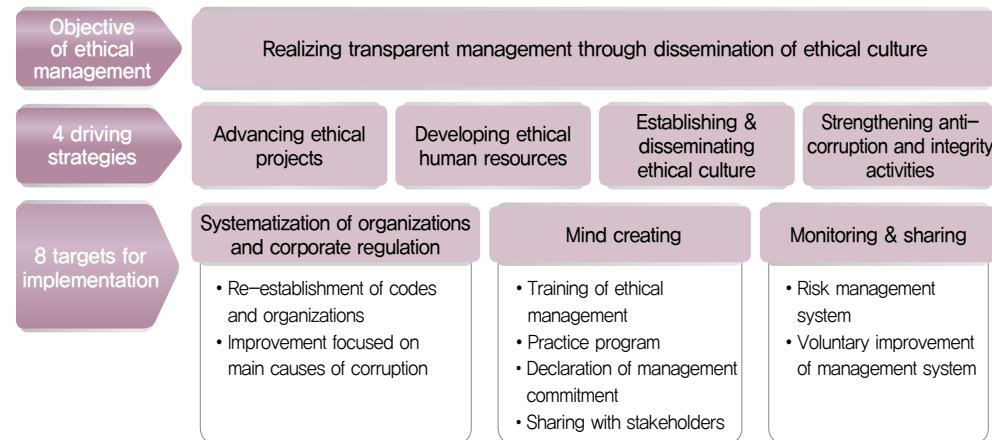 Objective
of ethical
management
Realizing transparent management through dissemination of ethical culture
4 driving
strategies
Advancing ethical
projects
Developing ethical
human resources
Establishing &
disseminating
ethical culture
Strengthening anti-
corruption and integrity
activities
8 targets for
implementation
Systematization of organizations
and corporate regulation
• Re-establishment of codes
and organizations
• Improvement focused on
main causes of corruption
Mind creating
• Training of ethical
management
• Practice program
• Declaration of management
commitment
• Sharing with stakeholders
Monitoring & sharing
• Risk management
system
• Voluntary improvement
of management system